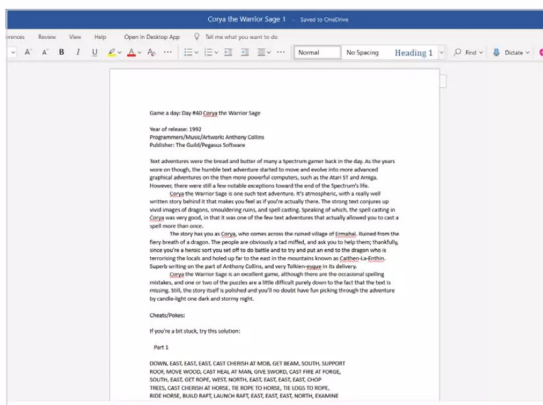 Corya the Warrior Sage 1 - Saved to OneDrive
erences Review View Help Open in Desktop App Tell me what you want to do
A A B I U A A Normal No Spacing Heading 1 Find Dictate
Game a day: Day #60 Corya the Warrior Sage
Year of release: 1992
Programmers/Music/Artwork: Anthony Collins
Publisher: The Guild/Pegasus Software
Text adventures were the bread and butter of many a Spectrum gamer back in the day. As the years
wore on though, the humble text adventure started to move and evolve into more advanced
graphical adventures on the then more powerful computers, such as the Atari ST and Amiga.
However, there were still a few notable exceptions toward the end of the Spectrum's life.
Corya the Warrior Sage is one such text adventure. It's atmospheric, with a really well
written story behind it that makes you feel as if you're actually there. The strong text conjures up
vivid images of dragons, smouldering ruins, and spell casting. Speaking of which, the spell casting in
Corya was very good, in that it was one of the few text adventures that actually allowed you to cast a
spell more than once.
The story has you as Corya, who comes across the ruined village of Ermahal. Ruined from the
fiery breath of a dragon. The people are obviously a tad miffed, and ask you to help them; thankfully,
since you're a heroic sort you set off to do battle and to try and put an end to the dragon who is
terrorising the locals and holed up far to the east in the mountains known as Caithen-La-Erthin.
Superb writing on the part of Anthony Collins, and very Tolkien-esque in its delivery.
Corya the Warrior Sage is an excellent game, although there are the occasional spelling
mistakes, and one or two of the puzzles are a little difficult purely down to the fact that the text is
missing. Still, the story itself is polished and you'll no doubt have fun picking through the adventure
by candle-light one dark and stormy night.
Cheats/Pokes:
If you're a bit stuck, try this solution:
Part 1
DOWN, EAST, EAST, EAST, CAST CHERISH AT MOB, GET BEAM, SOUTH, SUPPORT
ROOF, MOVE WOOD, CAST HEAL AT MAN, GIVE SWORD, CAST FIRE AT FORGE,
SOUTH, EAST, GET ROPE, WEST, NORTH, EAST, EAST, EAST, EAST, CHOP
TREES, CAST CHERISH AT HORSE, TIE ROPE TO HORSE, TIE LOGS TO ROPE,
RIDE HORSE, BUILD RAFT, LAUNCH RAFT, EAST, EAST, EAST, NORTH, EXAMINE